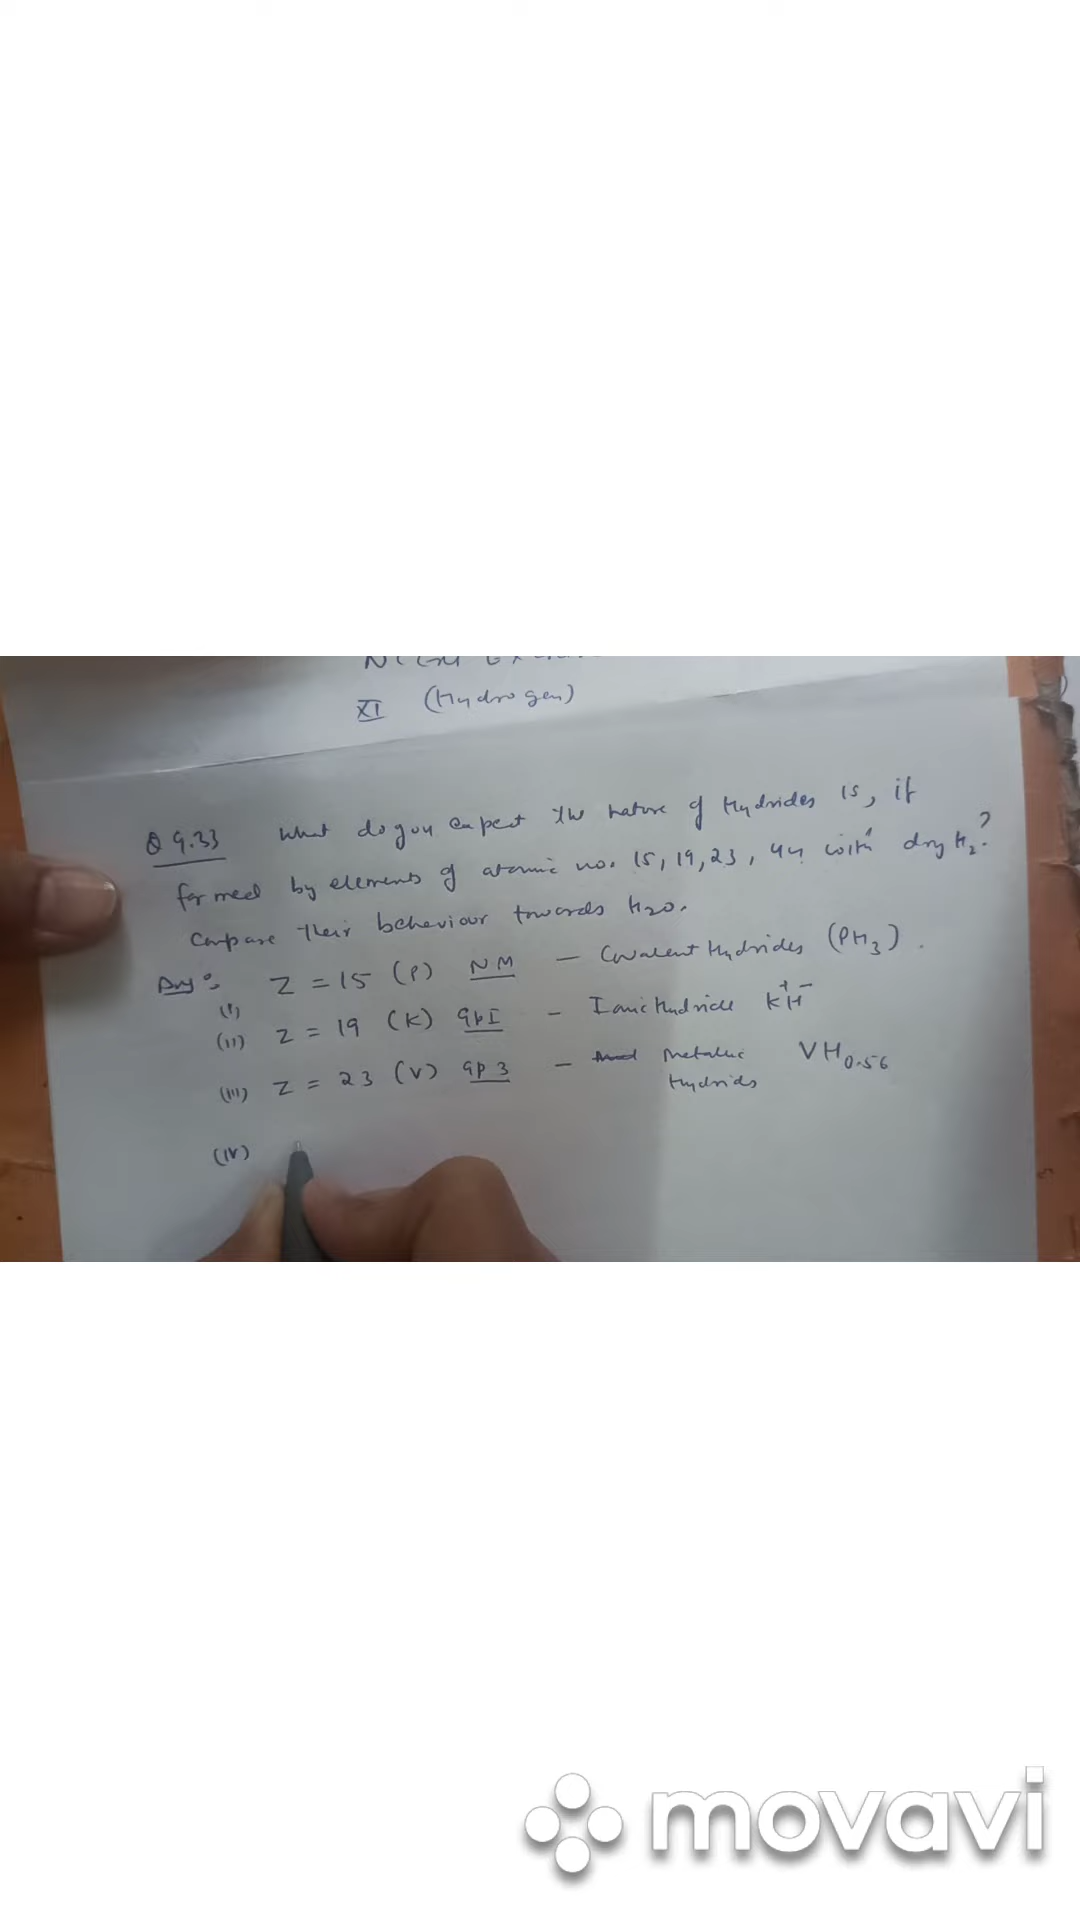 XI (Hydrogen)
Q 9.33 What do you expect the nature of Hydrides is, if
formed by elements of atomic no. 15, 19, 23, 44 with dry H2?
Compare their behaviour towards H2O.
Ans:
(i) Z = 15 (P) NM — Covalent Hydrides (PH3).
(ii) Z = 19 (K) gp I - Ionic Hydride K+H-
(iii) Z = 23 (V) gp 3 - Metallic VH0.56
Hydrids
(iv)
movavi